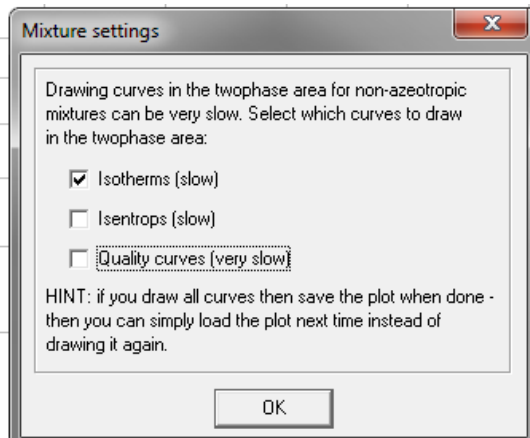 Mixture settings
Drawing curves in the twophase area for non-azeotropic
mixtures can be very slow. Select which curves to draw
in the twophase area:
Isotherms (slow)
Isentrops (slow)
Quality curves (very slow)
HINT: if you draw all curves then save the plot when done -
then you can simply load the plot next time instead of
drawing it again.
OK